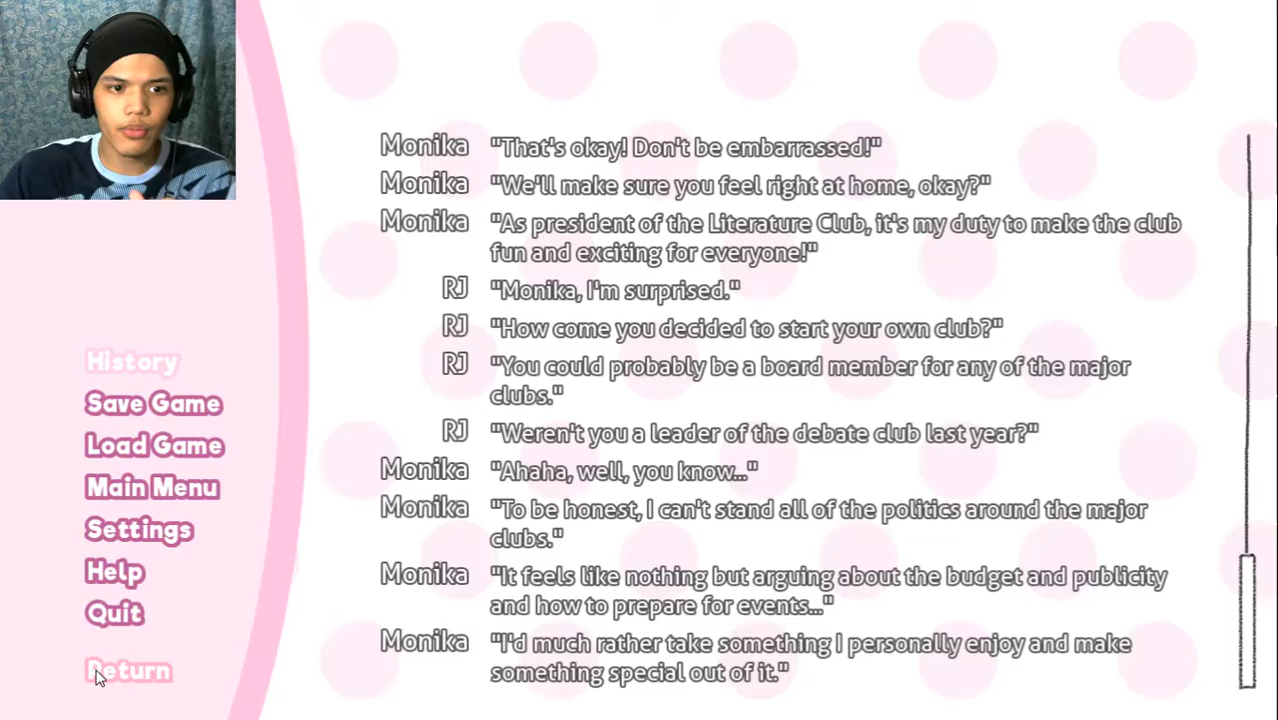 Monika "That's okay! Don't be embarrassed!"
Monika "We'll make sure you feel right at home, okay?"
Monika "As president of the Literature Club, it's my duty to make the club
fun and exciting for everyone!"
RJ "Monika, I'm surprised."
RJ "How come you decided to start your own club?"
RJ "You could probably be a board member for any of the major
clubs."
RJ "Weren't you a leader of the debate club last year?"
Monika "Ahaha, well, you know..."
Monika "To be honest, I can't stand all of the politics around the major
clubs."
Monika "It feels like nothing but arguing about the budget and publicity
and how to prepare for events..."
Monika "I'd much rather take something I personally enjoy and make
something special out of it."
History
Save Game
Load Game
Main Menu
Settings
Help
Quit
Return